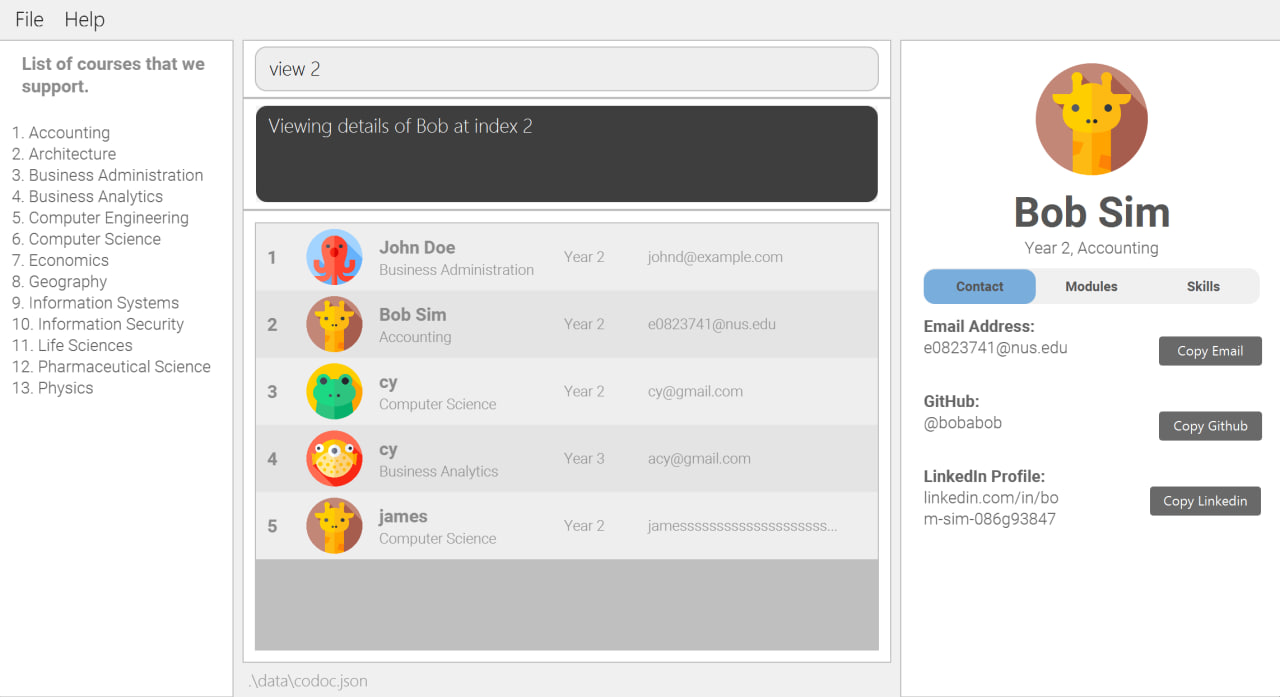 File Help
List of courses that we
support.
1. Accounting
2. Architecture
3. Business Administration
4. Business Analytics
5. Computer Engineering
6. Computer Science
7. Economics
8. Geography
9. Information Systems
10. Information Security
11. Life Sciences
12. Pharmaceutical Science
13. Physics
view 2
Viewing details of Bob at index 2
1 John Doe Year 2 johnd@example.com
Business Administration
2 Bob Sim Year 2 e0823741@nus.edu
Accounting
3 cy Year 2 cy@gmail.com
Computer Science
4 cy Year 3 acy@gmail.com
Business Analytics
5 james Year 2 jamesssssssssssssssssssss...
Computer Science
.\data\codoc.json
Bob Sim
Year 2, Accounting
Contact Modules Skills
Email Address:
e0823741@nus.edu
Copy Email
GitHub:
@bobabob
Copy Github
LinkedIn Profile:
linkedin.com/in/bo
m-sim-086g93847
Copy Linkedin